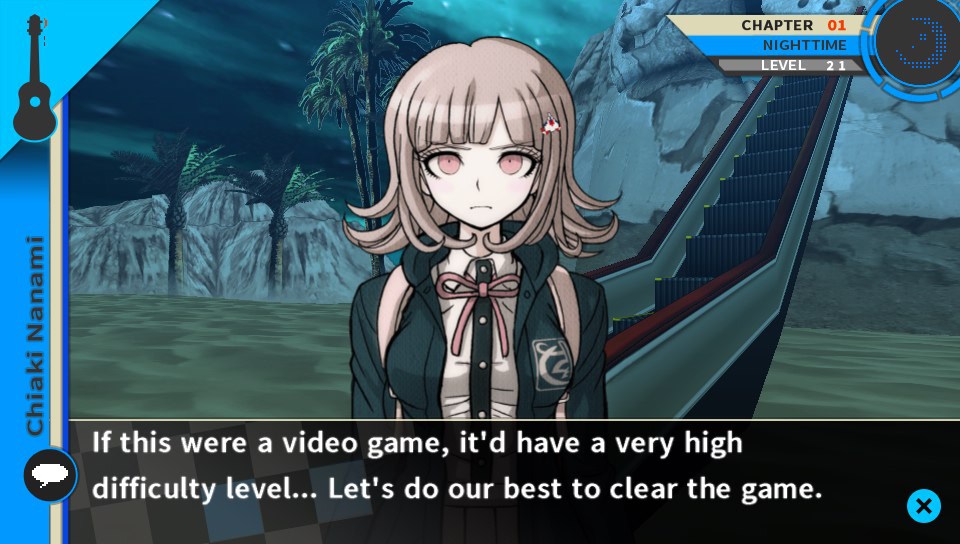 CHAPTER 01
NIGHTTIME
LEVEL 21
Chiaki Nanami
If this were a video game, it'd have a very high
difficulty level... Let's do our best to clear the game.